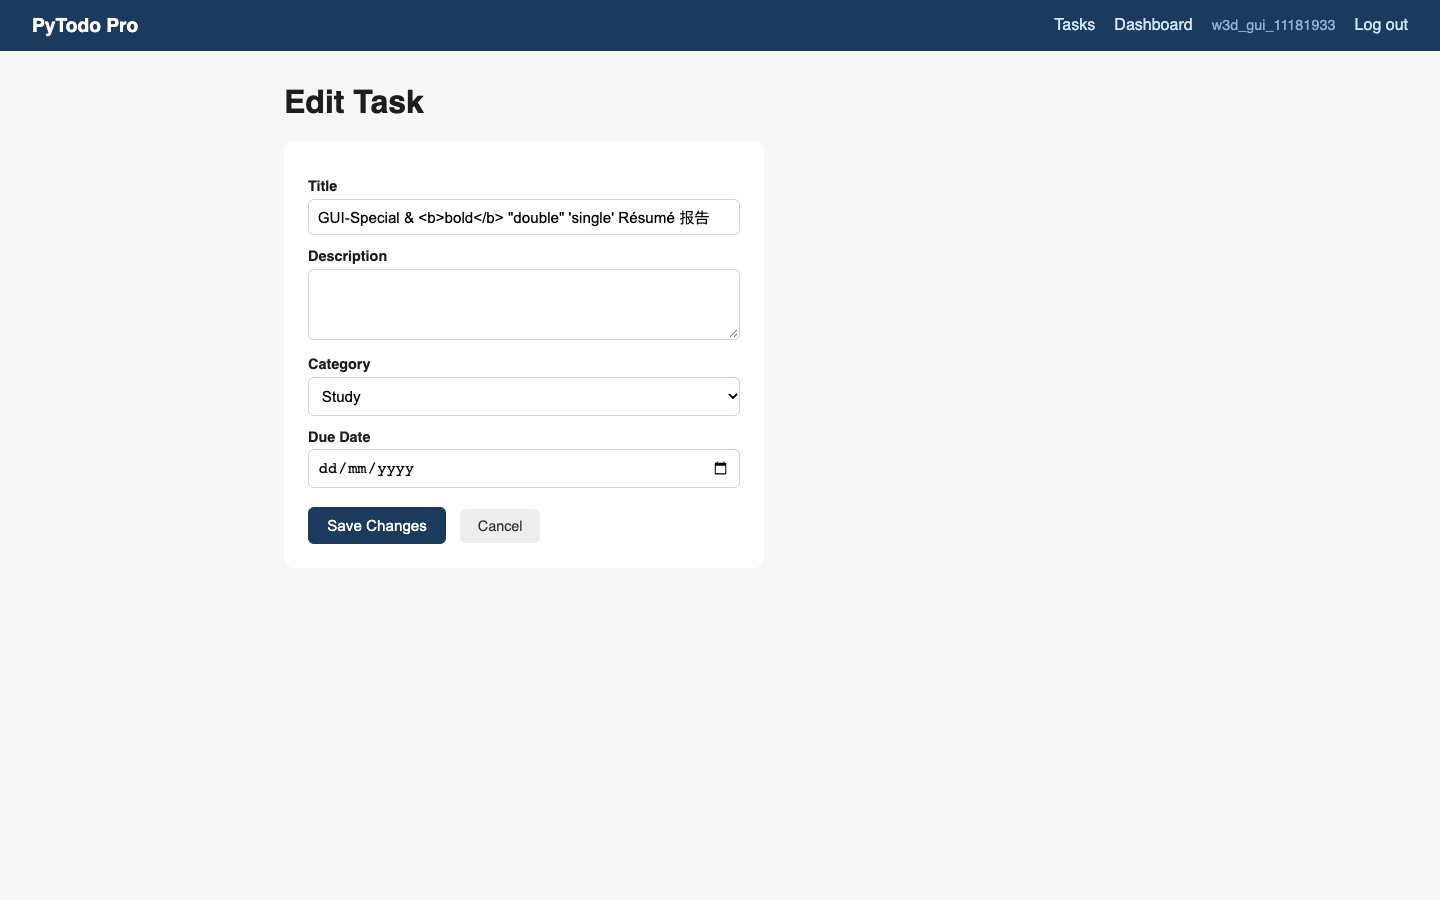 PyTodo Pro
Tasks Dashboard w3d_gui_11181933 Log out
Edit Task
Title
GUI-Special & <b>bold</b> "double" 'single' Résumé 报告
Description
Category
Study
Due Date
dd/mm/yyyy
Save Changes Cancel